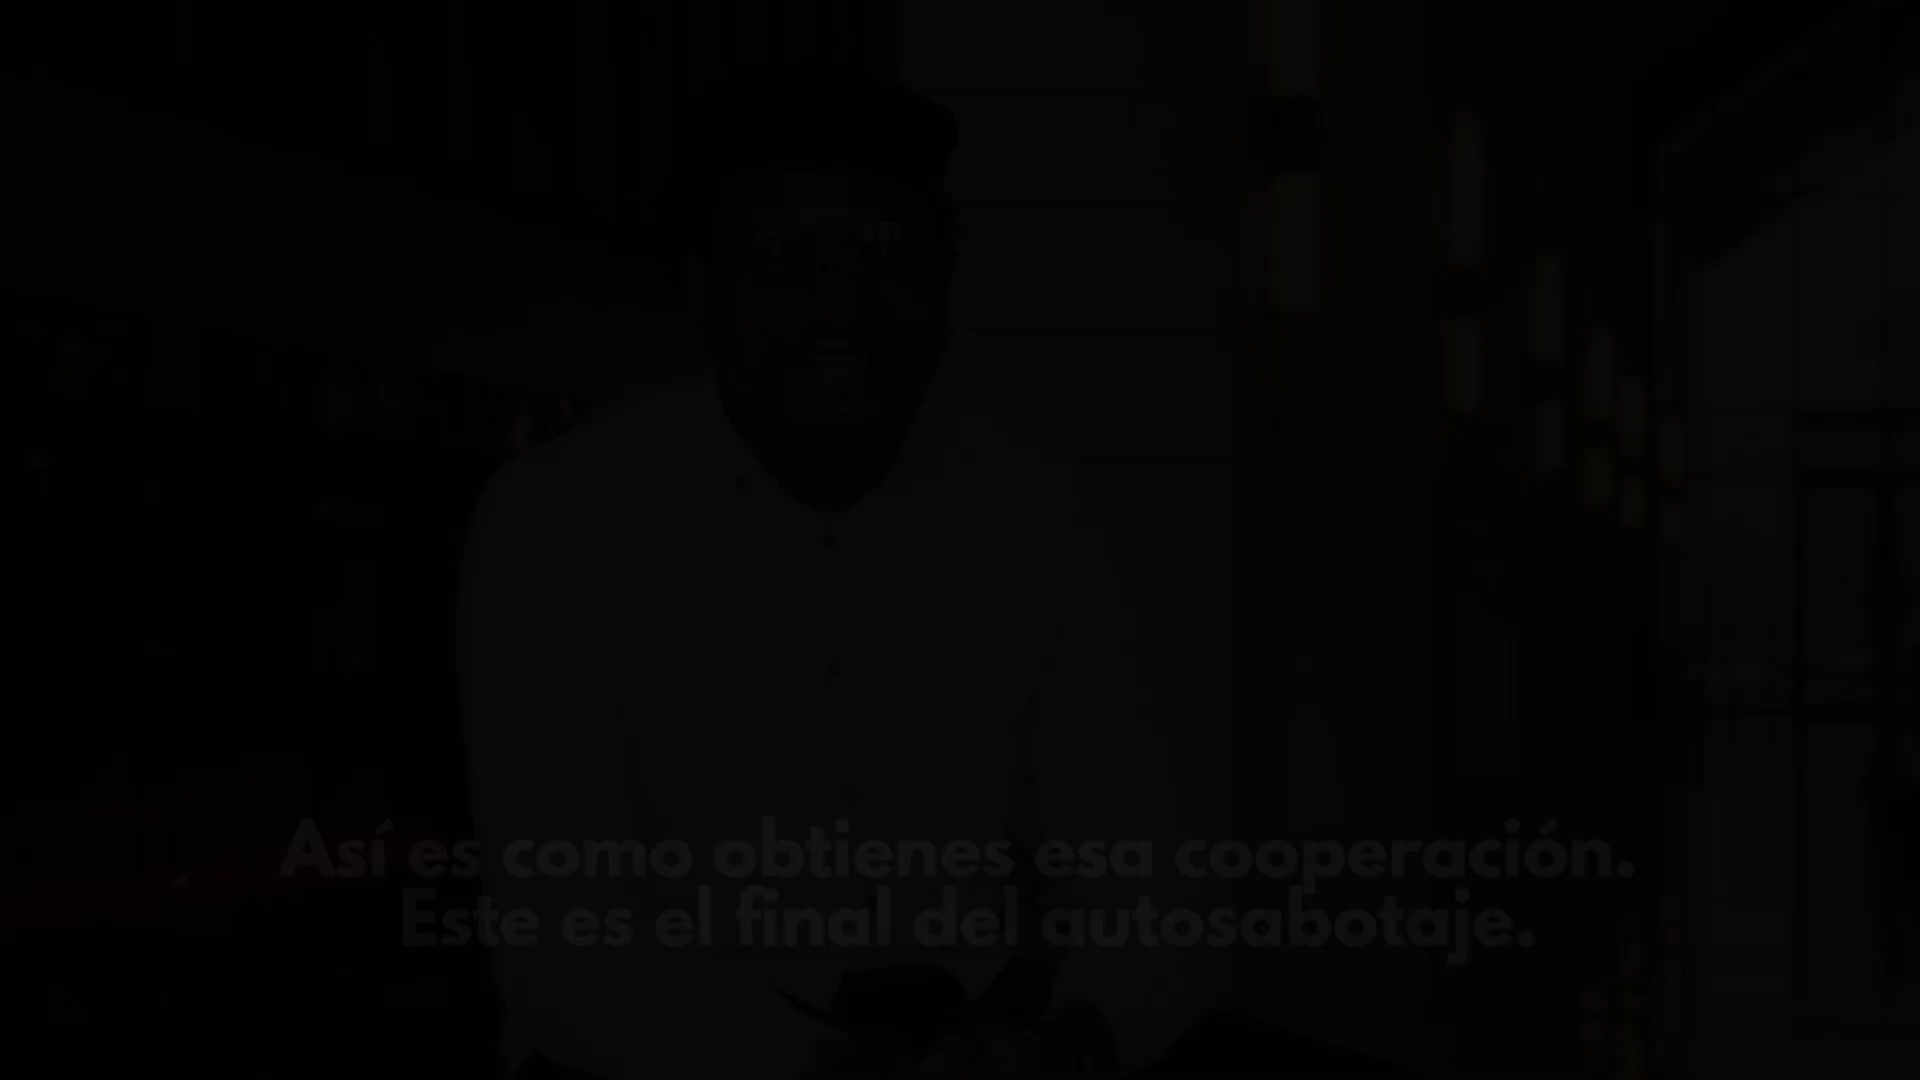 Así es como obtienes esa cooperación.
Este es el final del autosabotaje.